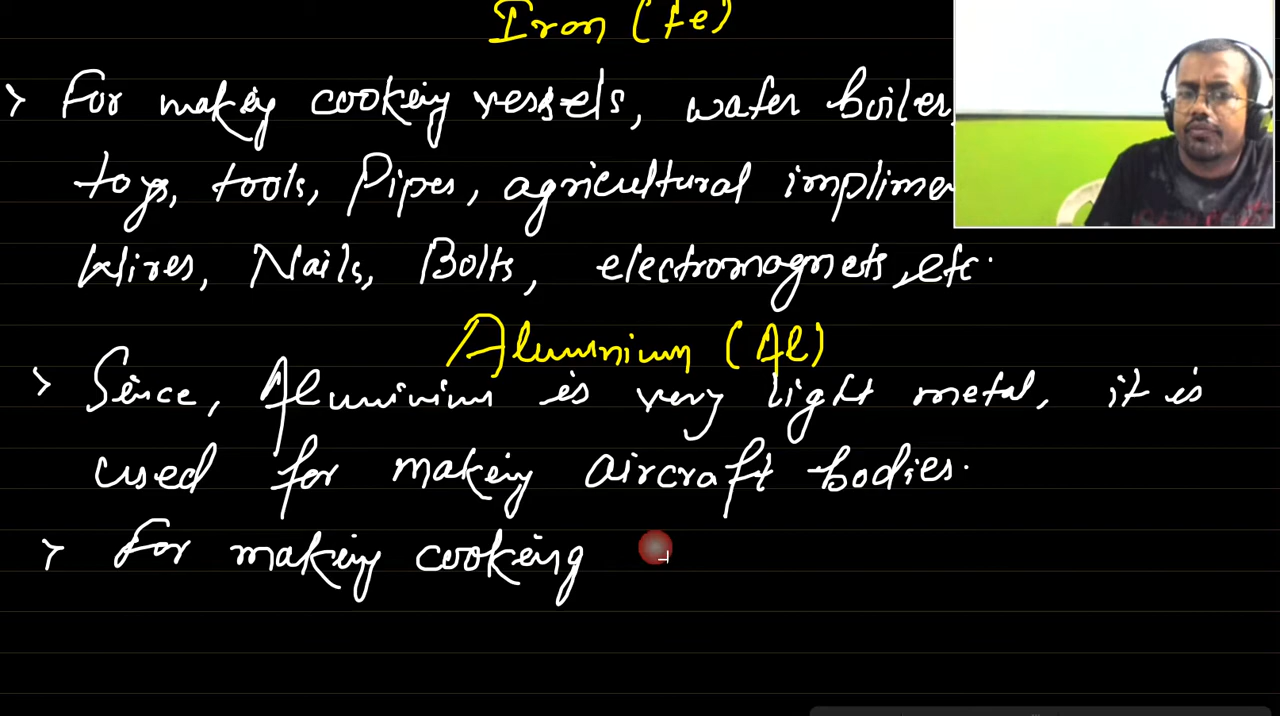 Iron (Fe)
> For making cooking vessels, water boiler,
toys, tools, Pipes, agricultural implime
Wires, Nails, Bolts, electromagnets, etc.
Aluminium (Al)
> Since, Aluminium is very light metal, it is
used for making aircraft bodies.
> For making cooking